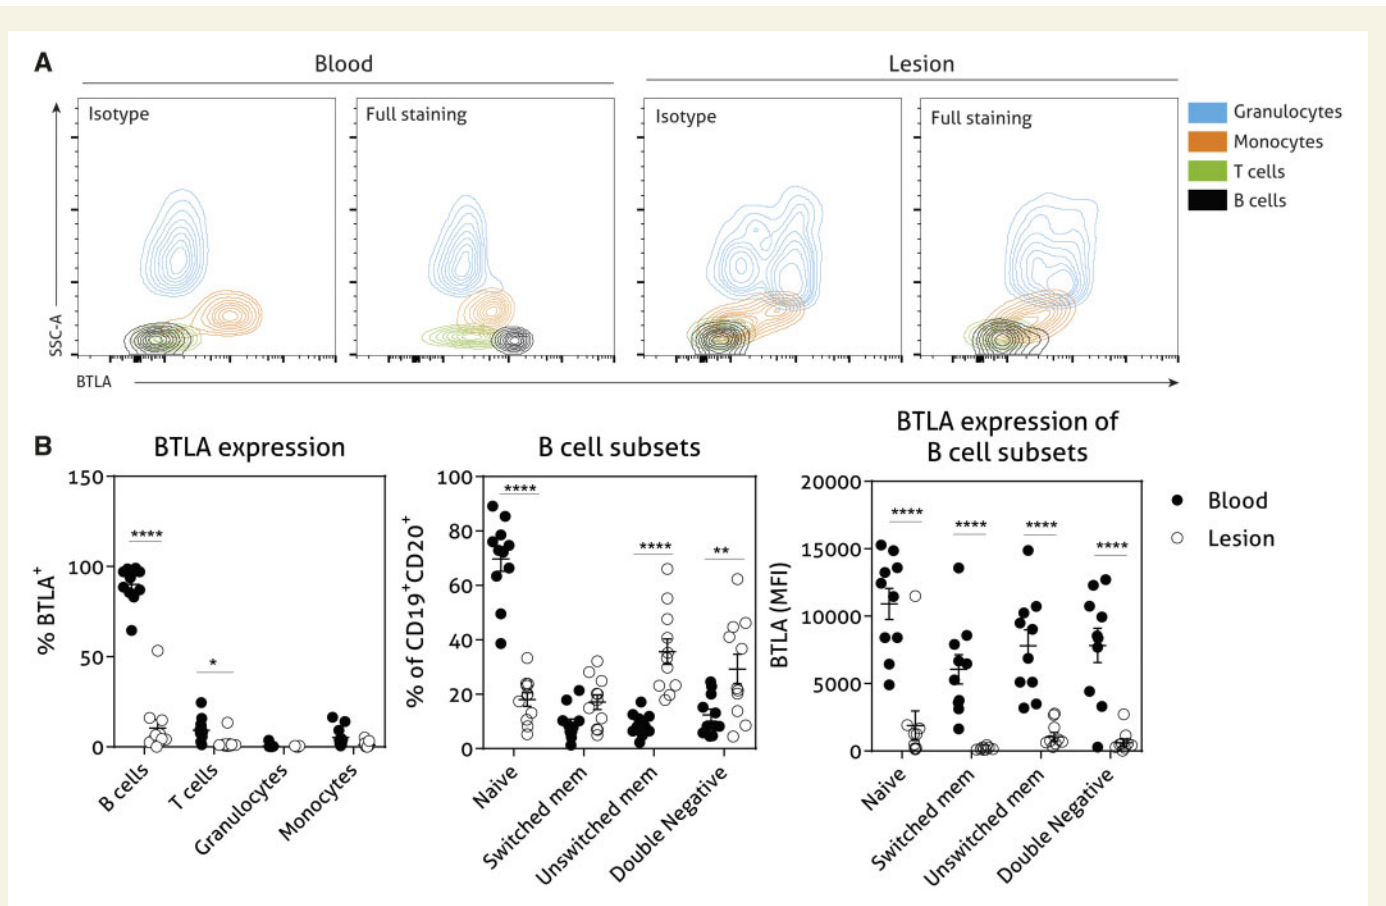 A
Blood
Lesion
Isotype
Full staining
Isotype
Full staining
Granulocytes
Monocytes
T cells
B cells
SSC-A
BTLA
B
BTLA expression
B cell subsets
BTLA expression of
B cell subsets
% BTLA⁺
150
100
50
0
****
*
B cells
T cells
Granulocytes
Monocytes
% of CD19⁺CD20⁺
100
80
60
40
20
0
****
****
**
Naïve
Switched mem
Unswitched mem
Double Negative
BTLA (MFI)
20000
15000
10000
5000
0
****
****
****
****
Naïve
Switched mem
Unswitched mem
Double Negative
Blood
Lesion